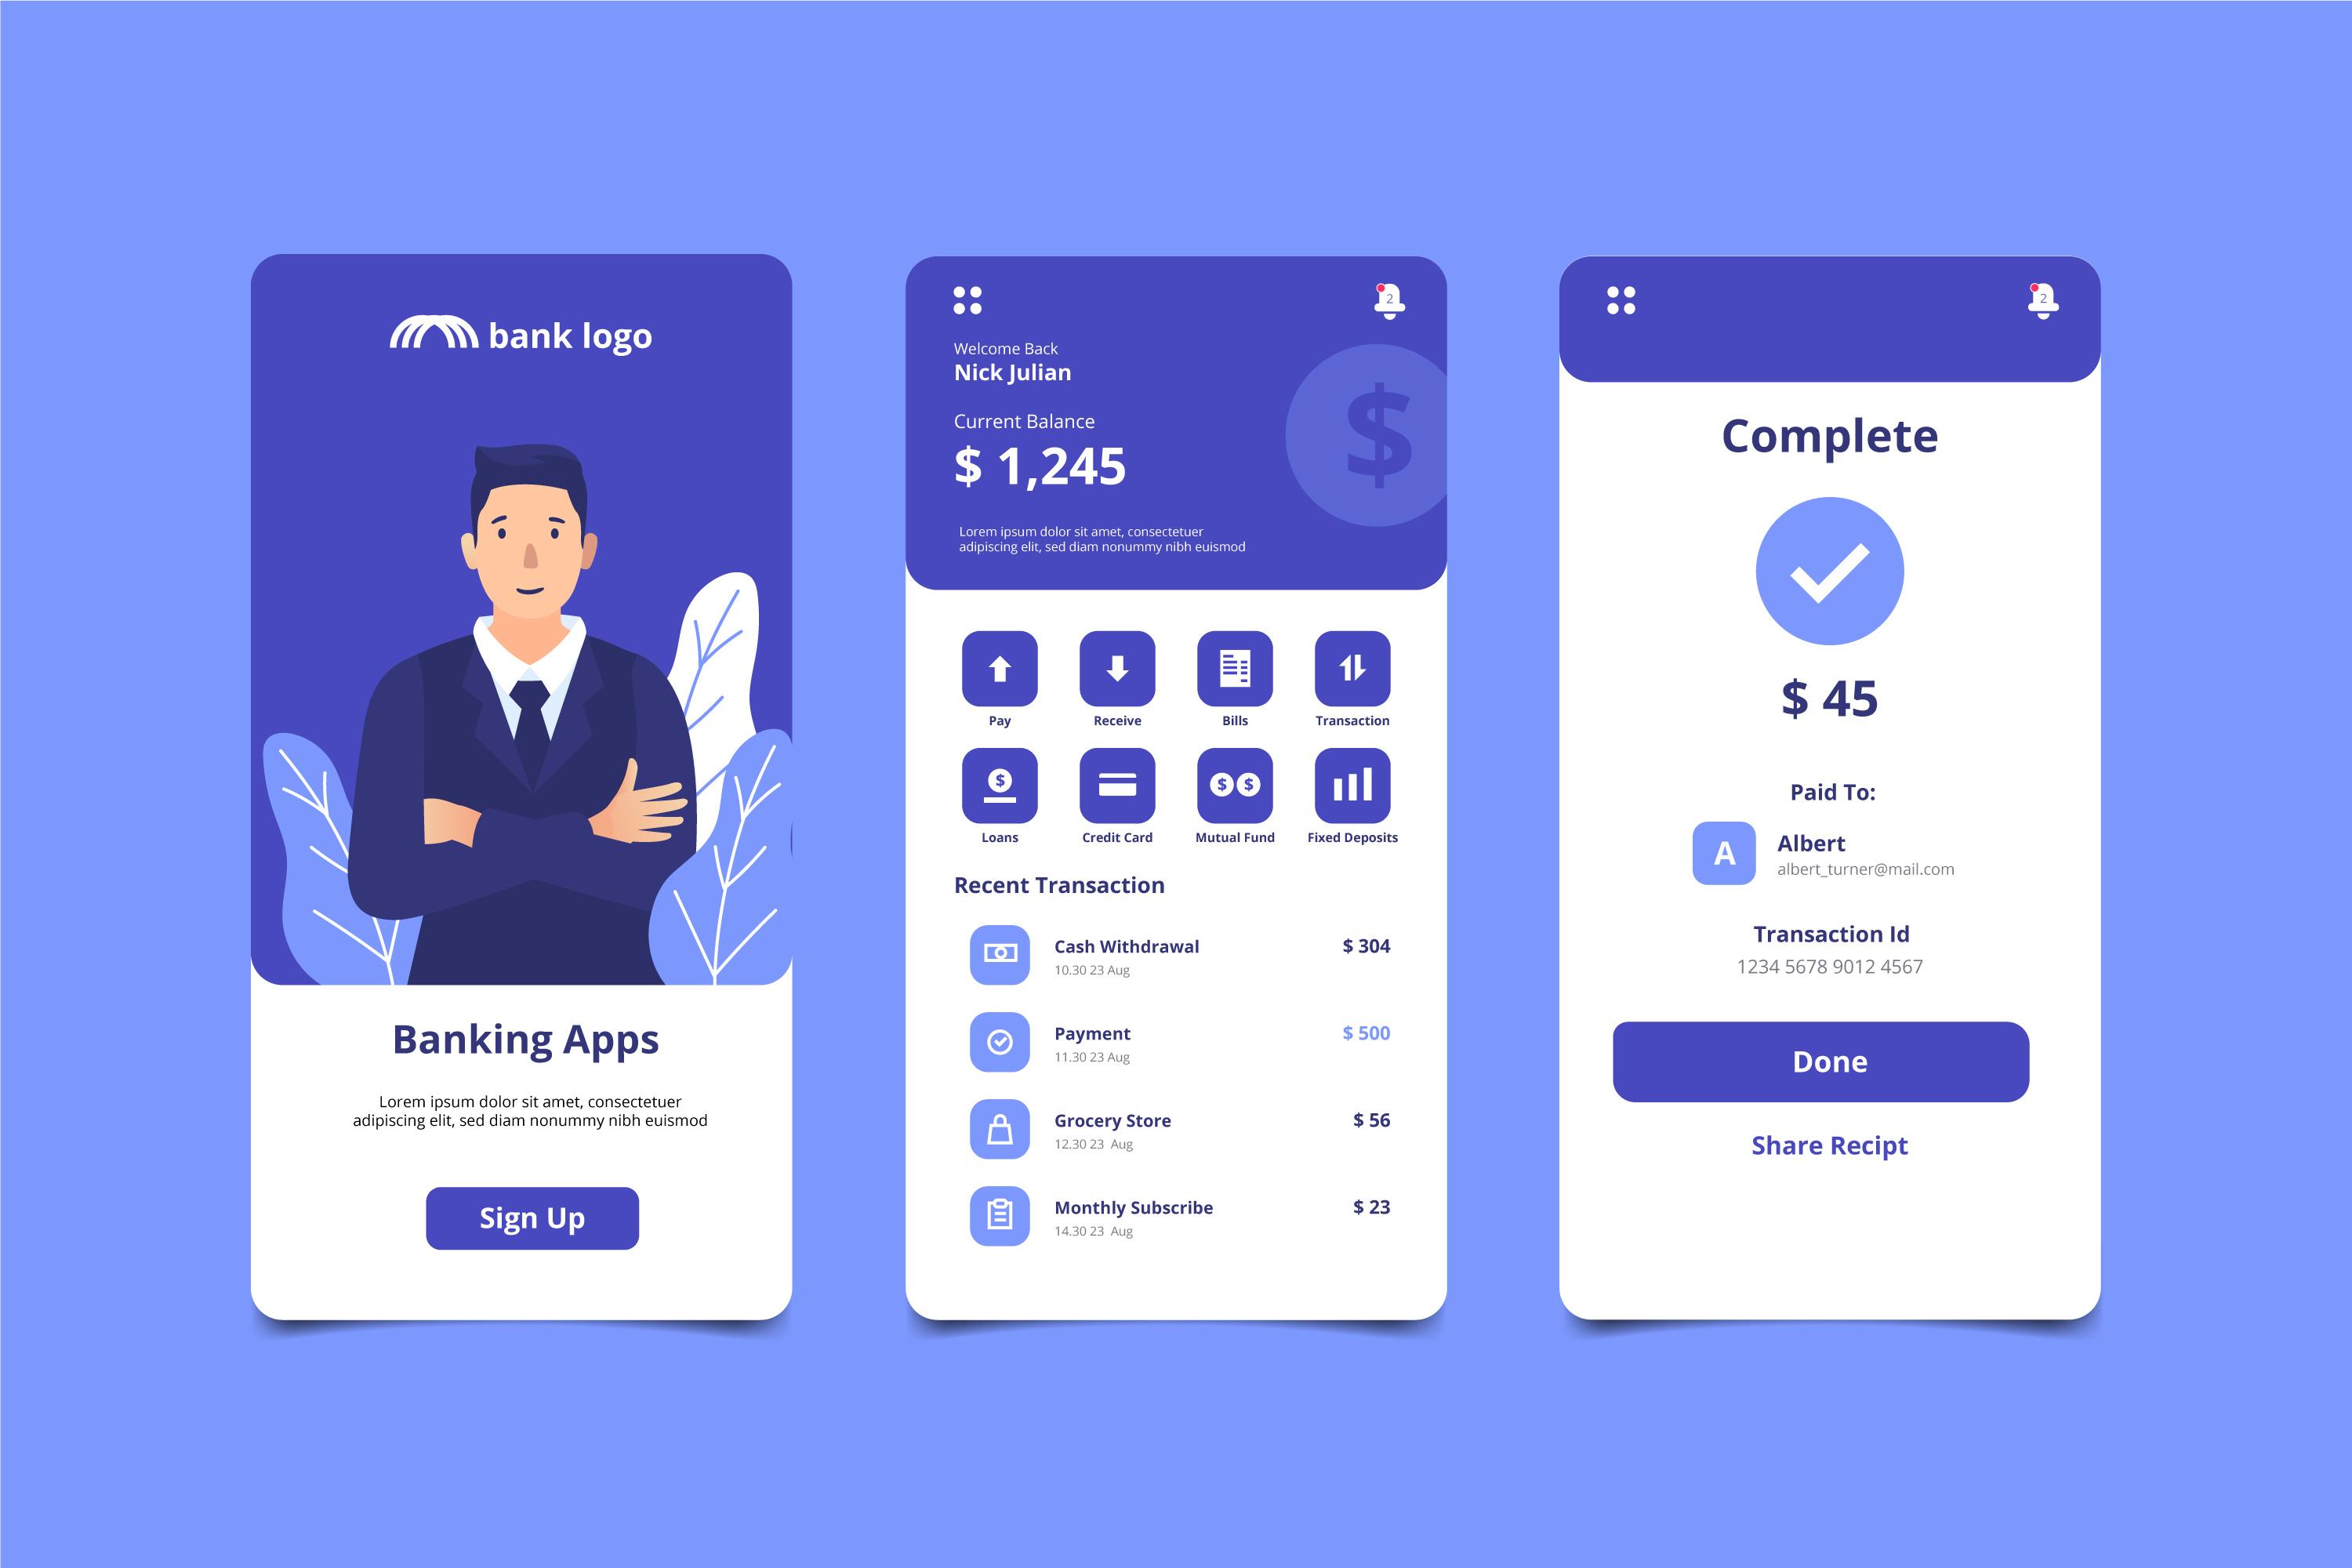 bank logo
Banking Apps
Lorem ipsum dolor sit amet, consectetuer
adipiscing elit, sed diam nonummy nibh euismod
Sign Up
2
Welcome Back
Nick Julian
Current Balance
$ 1,245
$
Lorem ipsum dolor sit amet, consectetuer
adipiscing elit, sed diam nonummy nibh euismod
Pay Receive Bills Transaction
$ $ $
Loans Credit Card Mutual Fund Fixed Deposits
Recent Transaction
Cash Withdrawal $ 304
10.30 23 Aug
Payment $ 500
11.30 23 Aug
Grocery Store $ 56
12.30 23 Aug
Monthly Subscribe $ 23
14.30 23 Aug
2
Complete
$ 45
Paid To:
A
Albert
albert_turner@mail.com
Transaction Id
1234 5678 9012 4567
Done
Share Recipt